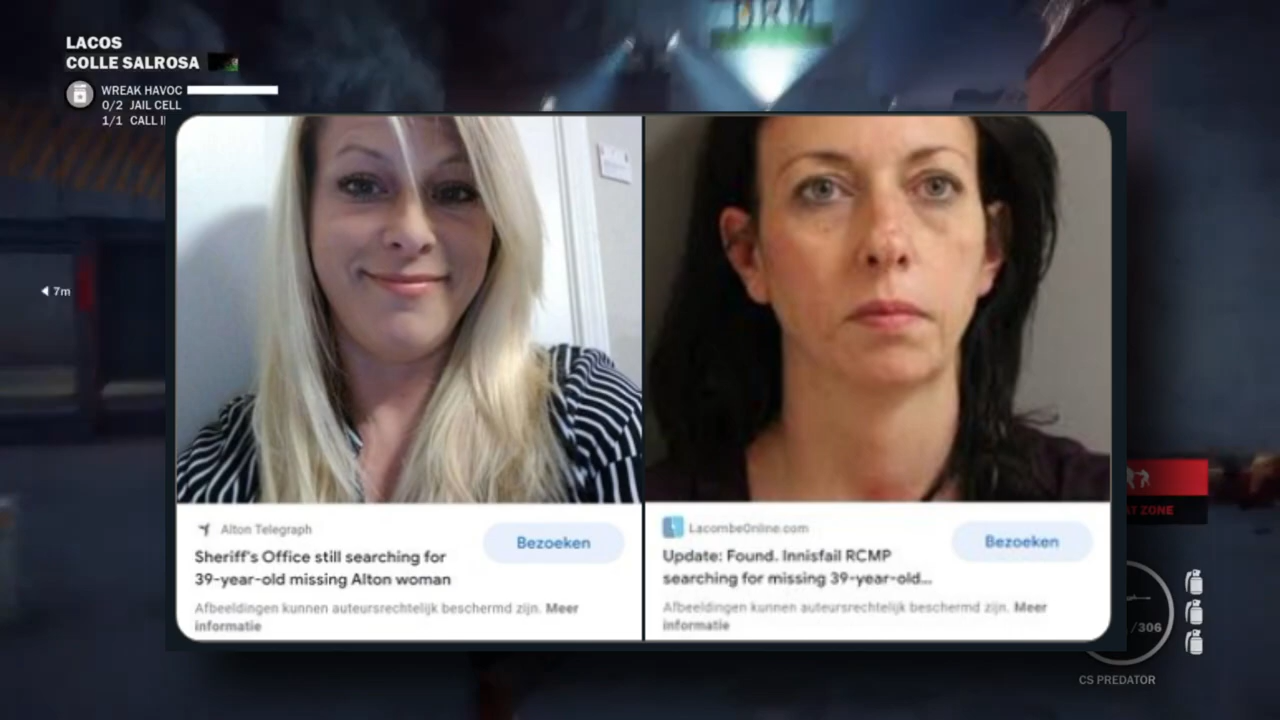 LACOS
COLLE SALROSA
WREAK HAVOC
0/2 JAIL CELL
1/1 CALL
7m
Alton Telegraph
Bezoeken
Sheriff's Office still searching for
39-year-old missing Alton woman
Afbeeldingen kunnen auteursrechtelijk beschermd zijn. Meer
informatie
LacombeOnline.com
Bezoeken
Update: Found. Innisfail RCMP
searching for missing 39-year-old...
Afbeeldingen kunnen auteursrechtelijk beschermd zijn. Meer
informatie
ZONE
/306
CS PREDATOR